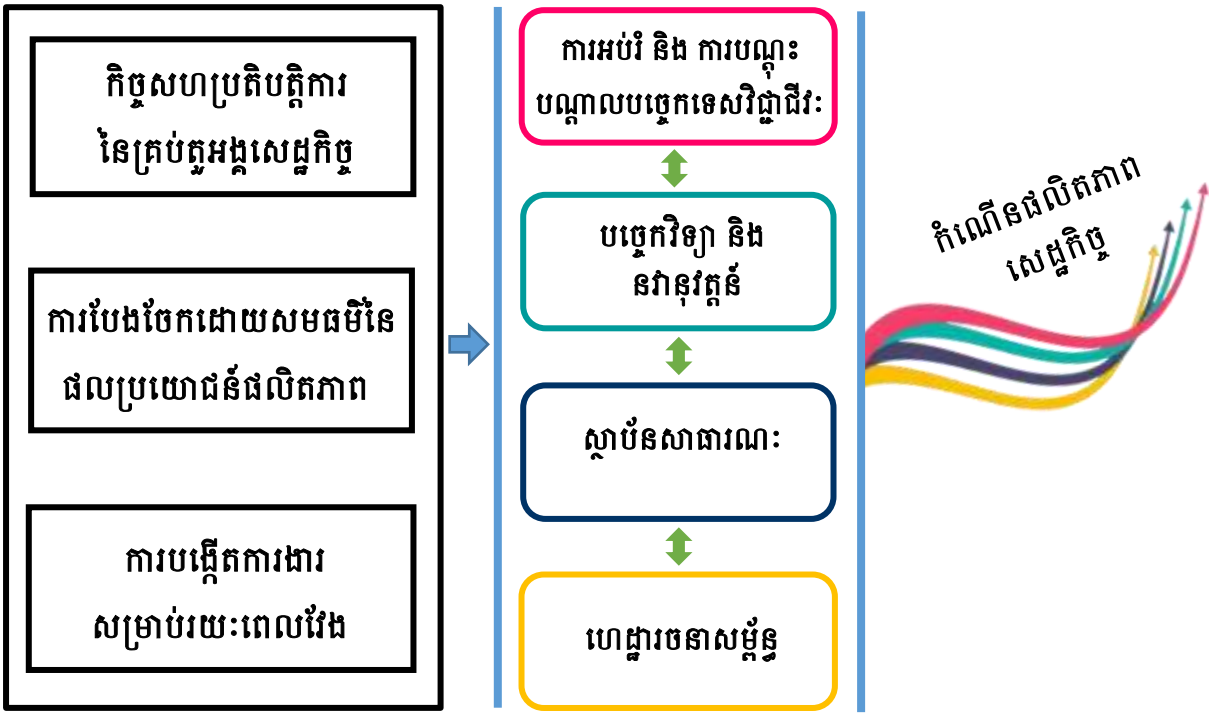 កិច្ចសហប្រតិបត្តិការ
នៃគ្រប់តួអង្គសេដ្ឋកិច្ច
ការបែងចែកដោយសមធម៌នៃ
ផលប្រយោជន៍ផលិតភាព
ការបង្កើតការងារ
សម្រាប់រយៈពេលវែង
ការអប់រំ និង ការបណ្តុះ
បណ្តាលបច្ចេកទេសវិជ្ជាជីវៈ
បច្ចេកវិទ្យា និង
នវានុវត្តន៍
ស្ថាប័នសាធារណៈ
ហេដ្ឋារចនាសម្ព័ន្ធ
កំណើនផលិតភាព
សេដ្ឋកិច្ច